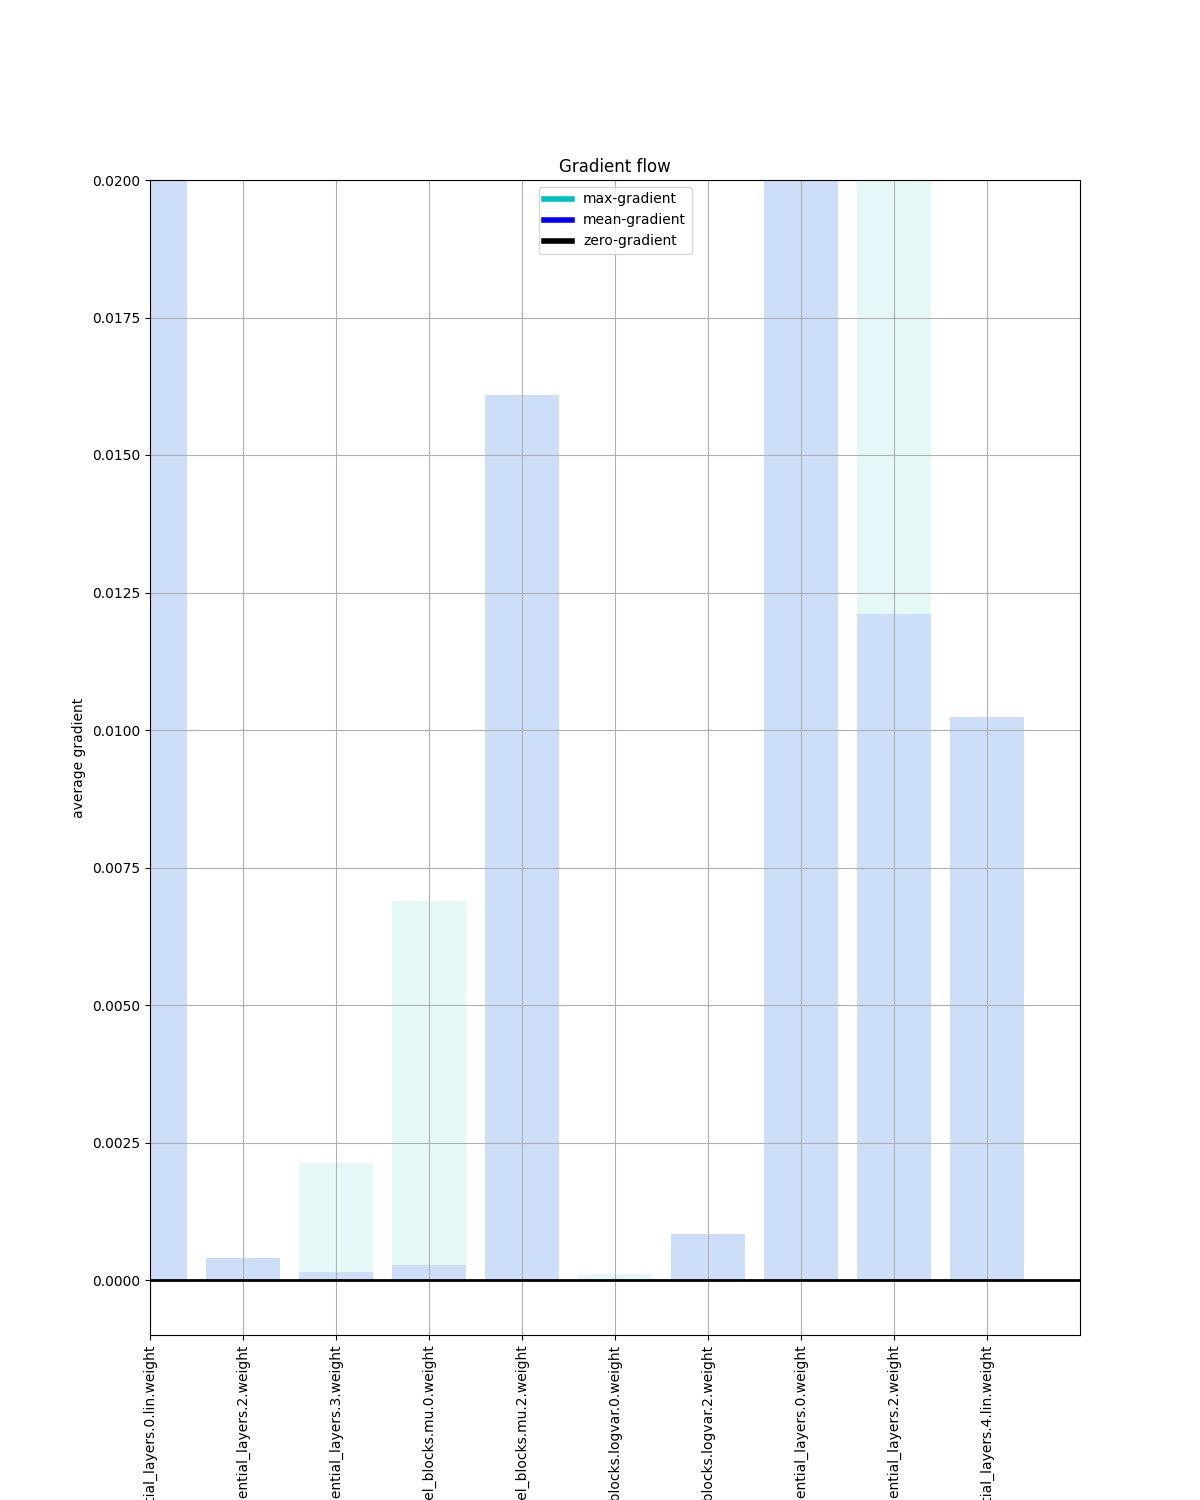 Gradient flow
max-gradient
mean-gradient
zero-gradient
0.0200
0.0175
0.0150
0.0125
0.0100
0.0075
0.0050
0.0025
0.0000
average gradient
tial_layers.0.lin.weight
ential_layers.2.weight
ential_layers.3.weight
el_blocks.mu.0.weight
el_blocks.mu.2.weight
blocks.logvar.0.weight
blocks.logvar.2.weight
ential_layers.0.weight
ential_layers.2.weight
tial_layers.4.lin.weight